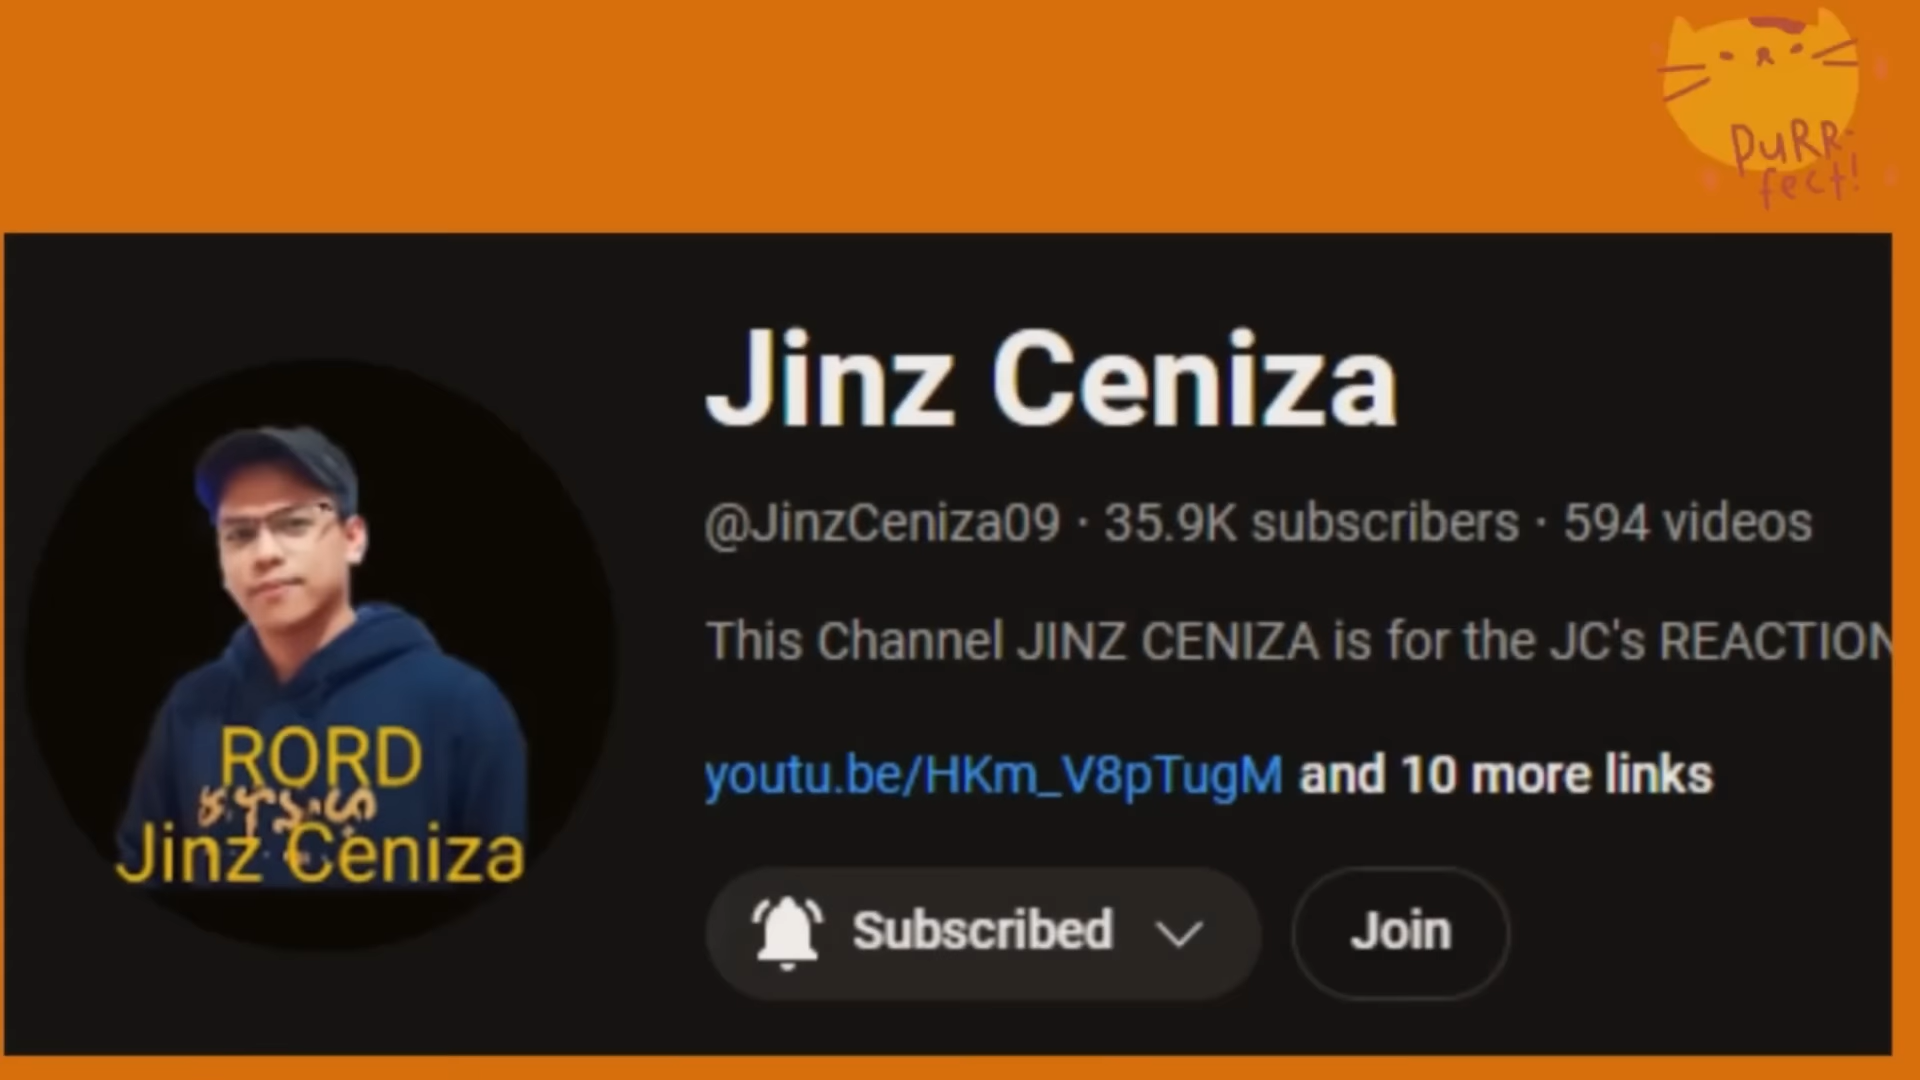 PURR-
fect!
Jinz Ceniza
@JinzCeniza09 · 35.9K subscribers · 594 videos
This Channel JINZ CENIZA is for the JC's REACTION
youtu.be/HKm_V8pTugM and 10 more links
Subscribed
Join
RORD
Jinz Ceniza